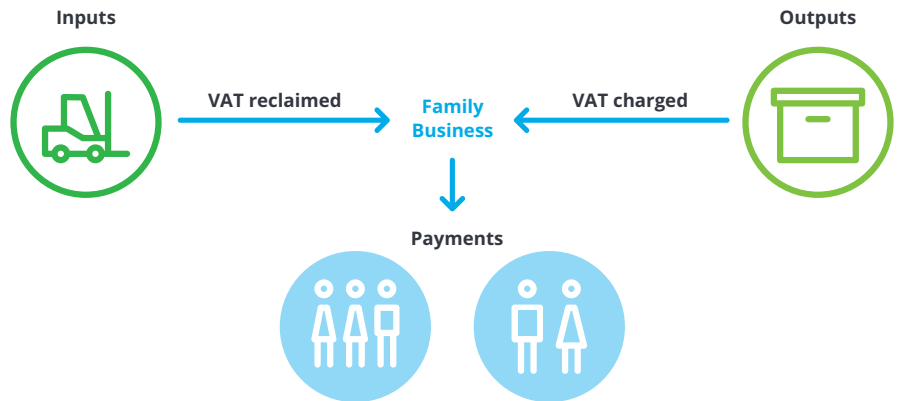 Inputs
Outputs
VAT reclaimed
VAT charged
Family
Business
Payments